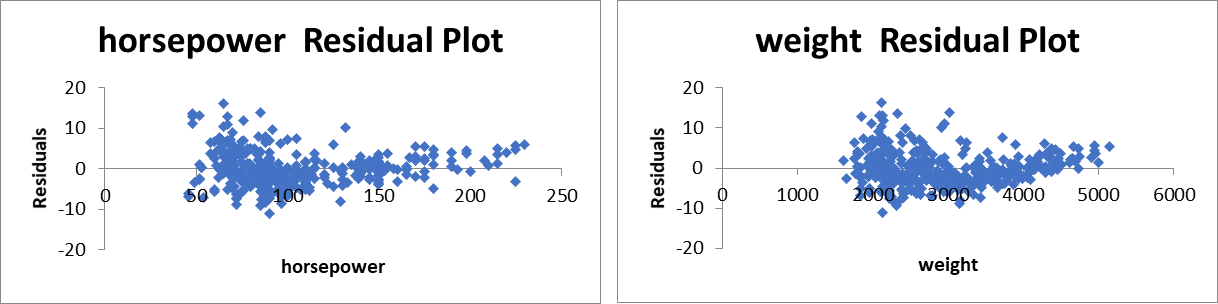 horsepower  Residual Plot
20
10
0
-10
-20
0 50 100 150 200 250
Residuals
horsepower
weight  Residual Plot
20
10
0
-10
-20
0 1000 2000 3000 4000 5000 6000
Residuals
weight